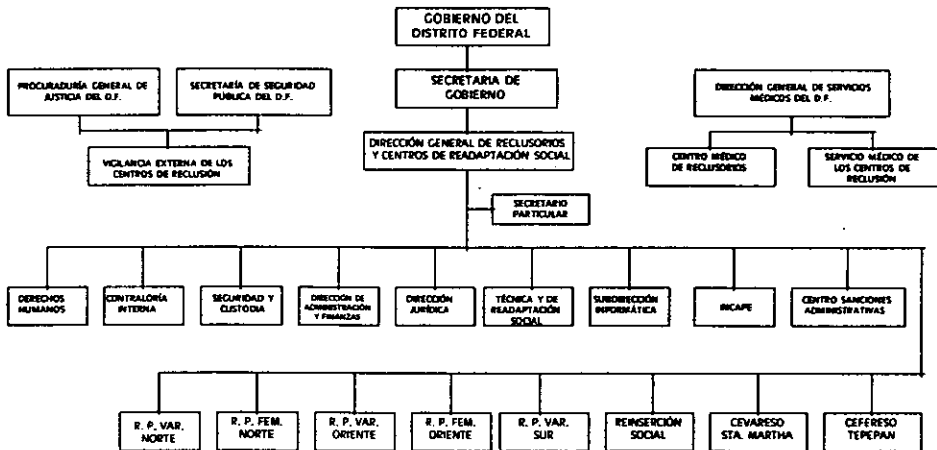 GOBIERNO DEL
DISTRITO FEDERAL
PROCURADURÍA GENERAL DE
JUSTICIA DEL D.F.
SECRETARÍA DE SEGURIDAD
PÚBLICA DEL D.F.
SECRETARIA DE
GOBIERNO
DIRECCIÓN GENERAL DE SERVICIOS
MÉDICOS DEL D.F.
VIGILANCIA EXTERNA DE LOS
CENTROS DE RECLUSIÓN
DIRECCIÓN GENERAL DE RECLUSORIOS
Y CENTROS DE READAPTACIÓN SOCIAL
CENTRO MÉDICO
DE RECLUSORIOS
SERVICIO MÉDICO DE
LOS CENTROS DE
RECLUSIÓN
SECRETARIO
PARTICULAR
DERECHOS
HUMANOS
CONTRALORÍA
INTERNA
SEGURIDAD Y
CUSTODIA
DIRECCIÓN DE
ADMINISTRACIÓN
Y FINANZAS
DIRECCIÓN
JURÍDICA
TÉCNICA Y DE
READAPTACIÓN
SOCIAL
SUBDIRECCIÓN
INFORMÁTICA
INCAPE
CENTRO SANCIONES
ADMINISTRATIVAS
R. P. VAR.
NORTE
R. P. FEM.
NORTE
R. P. VAR.
ORIENTE
R. P. FEM.
ORIENTE
R. P. VAR.
SUR
REINSERCIÓN
SOCIAL
CEVARESO
STA. MARTHA
CEFERESO
TEPEPAN